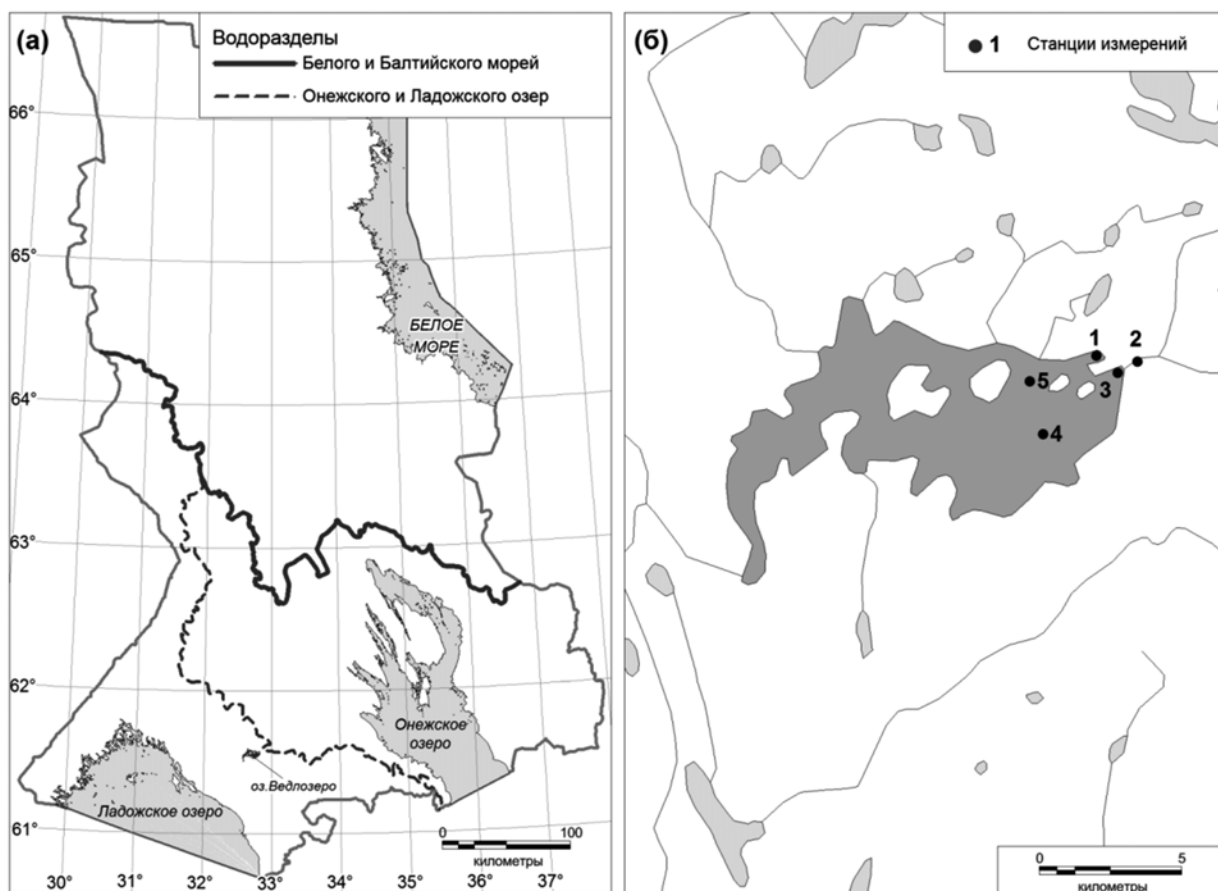 (а)
Водоразделы
Белого и Балтийского морей
Онежского и Ладожского озер
66°
65°
64°
63°
62°
61°
БЕЛОЕ
МОРЕ
Онежское
озеро
оз.Ведлозеро
Ладожское озеро
0 100
километры
30° 31° 32° 33° 34° 35° 36° 37°
(б)
1 Станции измерений
1
2
3
5
4
0 5
километры